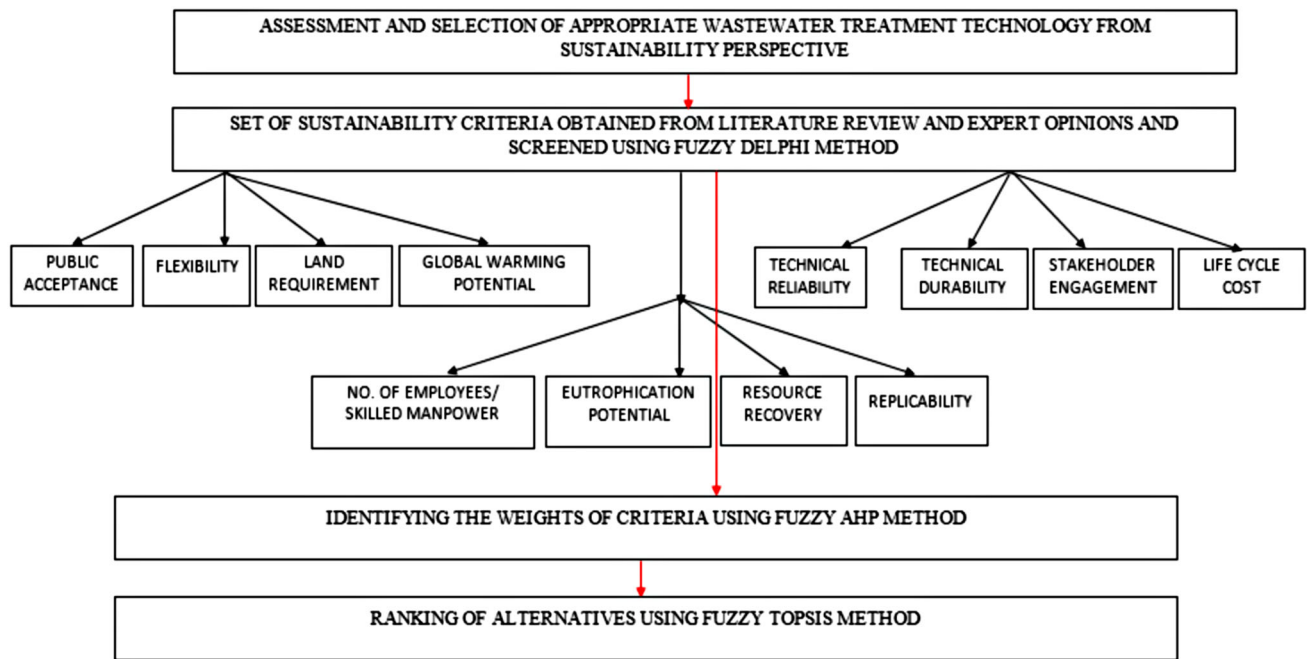 ASSESSMENT AND SELECTION OF APPROPRIATE WASTEWATER TREATMENT TECHNOLOGY FROM
SUSTAINABILITY PERSPECTIVE
SET OF SUSTAINABILITY CRITERIA OBTAINED FROM LITERATURE REVIEW AND EXPERT OPINIONS AND
SCREENED USING FUZZY DELPHI METHOD
PUBLIC
ACCEPTANCE
FLEXIBILITY
LAND
REQUIREMENT
GLOBAL WARMING
POTENTIAL
TECHNICAL
RELIABILITY
TECHNICAL
DURABILITY
STAKEHOLDER
ENGAGEMENT
LIFE CYCLE
COST
NO. OF EMPLOYEES/
SKILLED MANPOWER
EUTROPHICATION
POTENTIAL
RESOURCE
RECOVERY
REPLICABILITY
IDENTIFYING THE WEIGHTS OF CRITERIA USING FUZZY AHP METHOD
RANKING OF ALTERNATIVES USING FUZZY TOPSIS METHOD